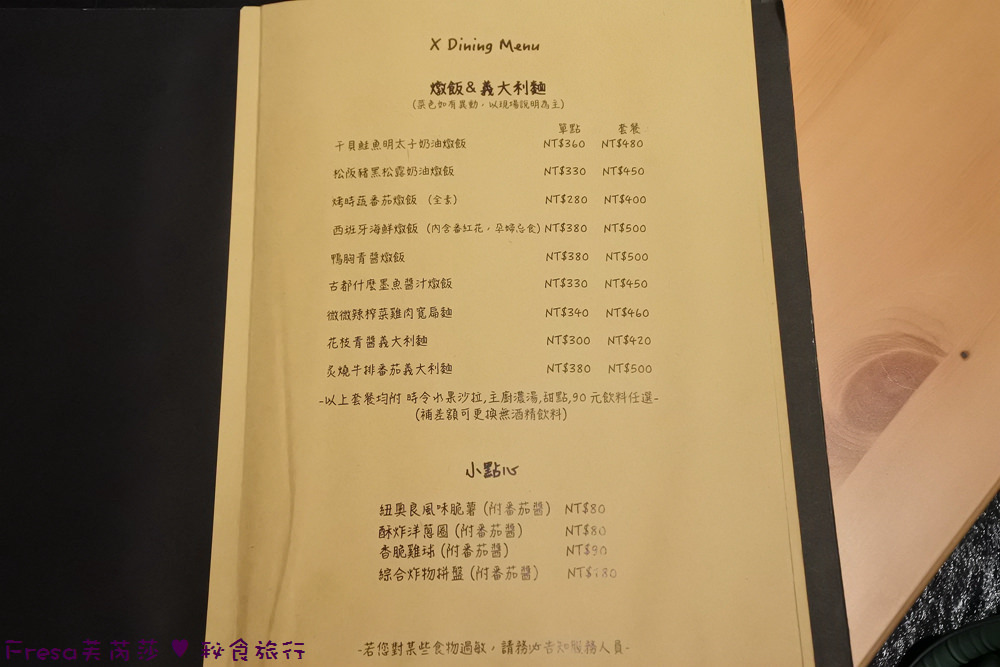 X Dining Menu
燉飯&義大利麵
(菜色如有異動，以現場說明為主)
單點 套餐
干貝鮭魚明太子奶油燉飯 NT$360 NT$480
松阪豬黑松露奶油燉飯 NT$330 NT$450
烤時蔬番茄燉飯 (全素) NT$280 NT$400
西班牙海鮮燉飯 (內含番紅花，孕婦忌食) NT$380 NT$500
鴨胸青醬燉飯 NT$380 NT$500
古都什麼墨魚醬汁燉飯 NT$330 NT$450
微微辣榨菜雞肉寬扁麵 NT$340 NT$460
花枝青醬義大利麵 NT$300 NT$420
炙燒牛排番茄義大利麵 NT$380 NT$500
-以上套餐均附 時令水果沙拉,主廚濃湯,甜點,90元飲料任選-
(補差額可更換無酒精飲料)
小點心
紐奧良風味脆薯 (附番茄醬) NT$80
酥炸洋蔥圈 (附番茄醬) NT$80
香脆雞球 (附番茄醬) NT$90
綜合炸物拼盤 (附番茄醬)
-若您對某些食物過敏，請務必告知服務人員-
Fresa芙芮莎 ♥ 秘食旅行